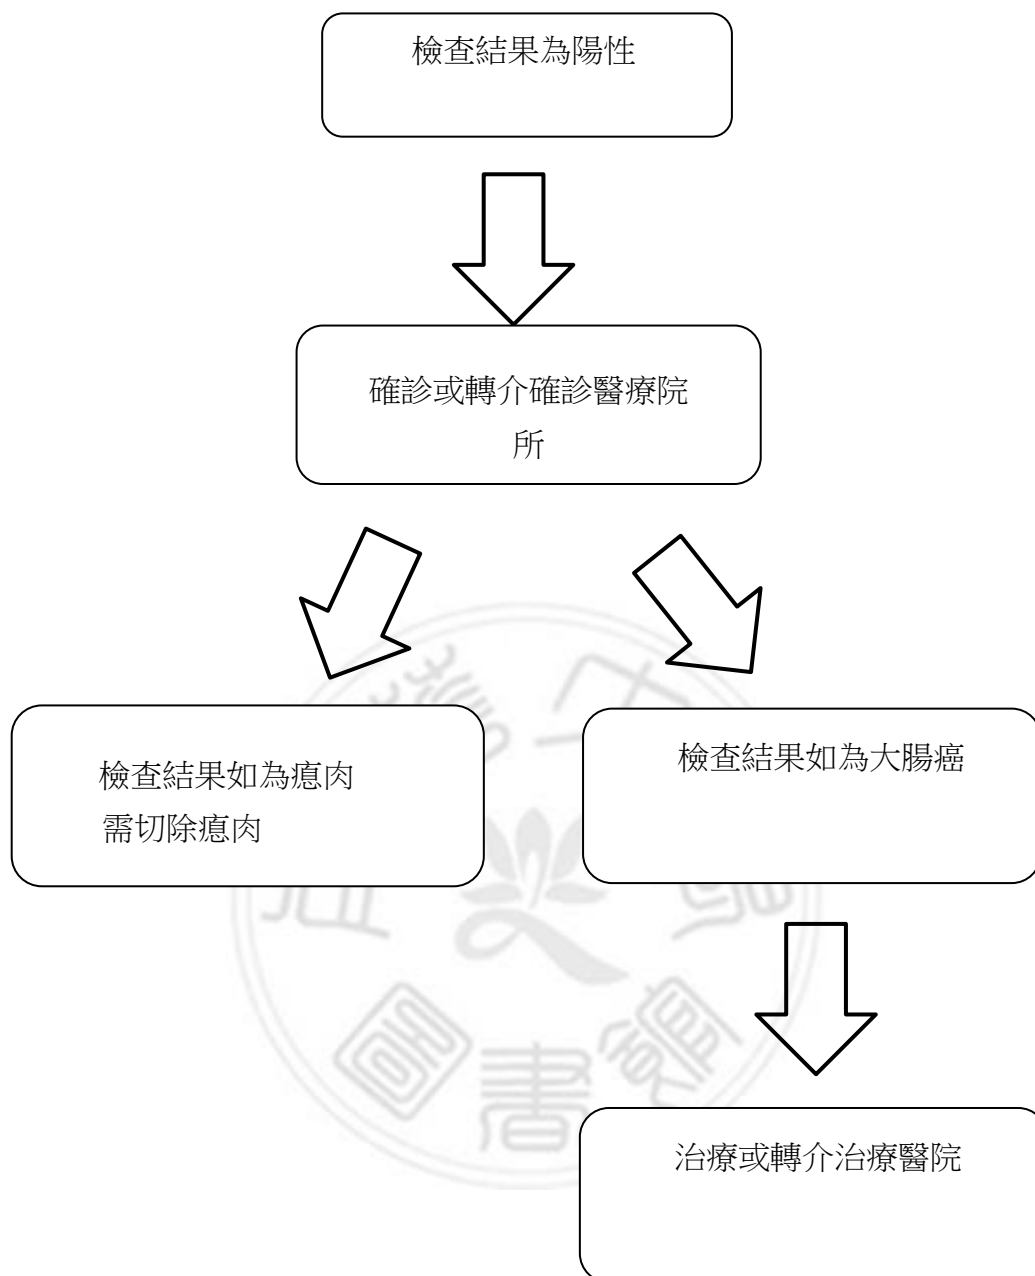 檢查結果為陽性
確診或轉介確診醫療院
所
檢查結果如為瘜肉
需切除瘜肉
檢查結果如為大腸癌
治療或轉介治療醫院